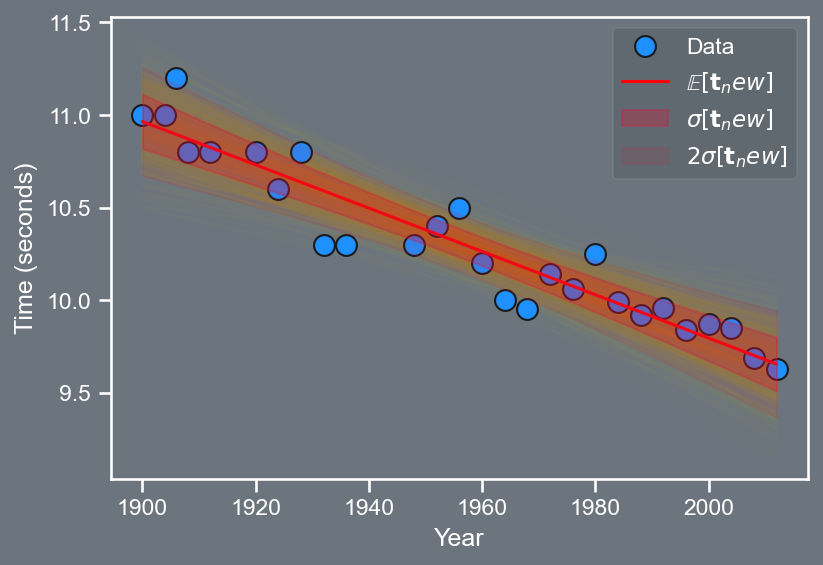 11.5
11.0
10.5
10.0
9.5
Time (seconds)
1900 1920 1940 1960 1980 2000
Year
Data
𝔼[𝐭ₙew]
σ[𝐭ₙew]
2σ[𝐭ₙew]